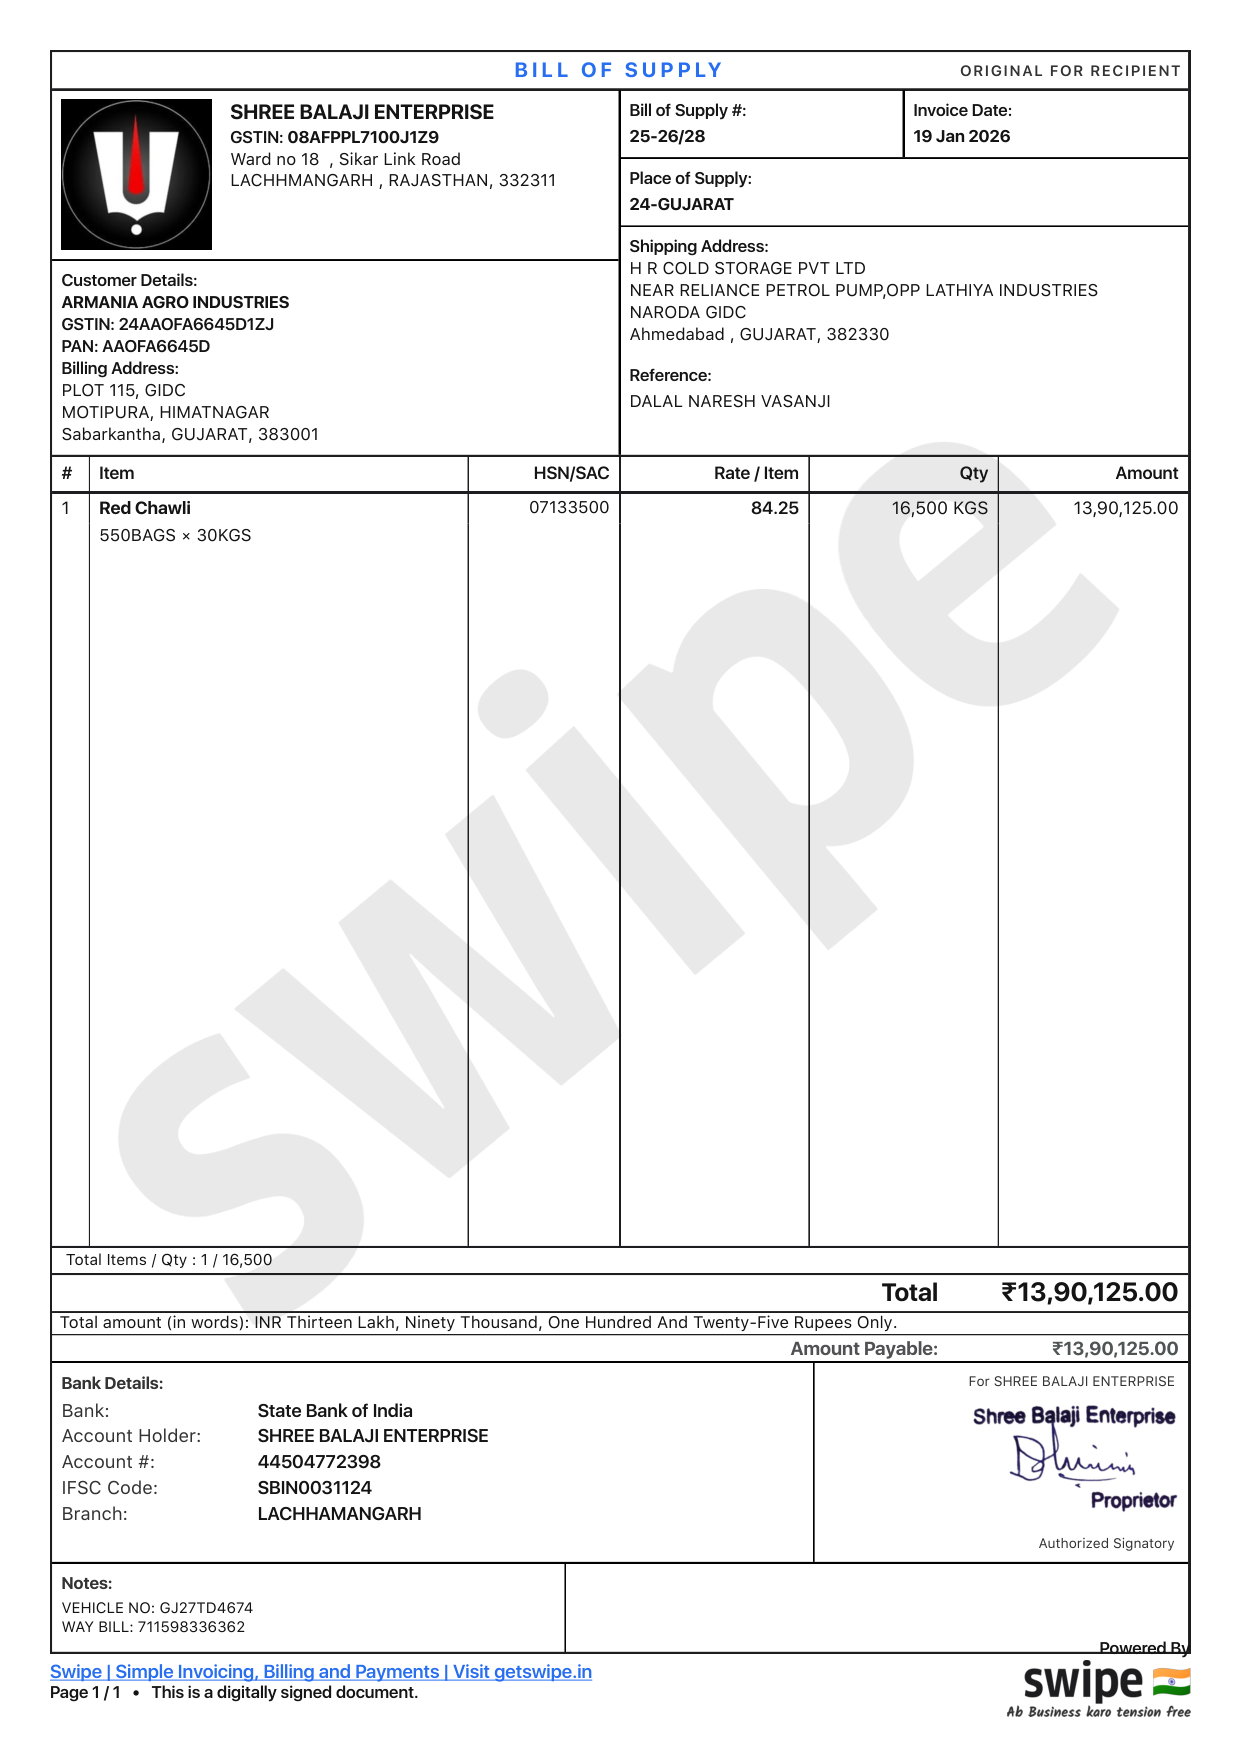 BILL OF SUPPLY
ORIGINAL FOR RECIPIENT
SHREE BALAJI ENTERPRISE
GSTIN: 08AFPPL7100J1Z9
Ward no 18 , Sikar Link Road
LACHHMANGARH , RAJASTHAN, 332311
Bill of Supply #:
25-26/28
Invoice Date:
19 Jan 2026
Place of Supply:
24-GUJARAT
Customer Details:
ARMANIA AGRO INDUSTRIES
GSTIN: 24AAOFA6645D1ZJ
PAN: AAOFA6645D
Billing Address:
PLOT 115, GIDC
MOTIPURA, HIMATNAGAR
Sabarkantha, GUJARAT, 383001
Shipping Address:
H R COLD STORAGE PVT LTD
NEAR RELIANCE PETROL PUMP,OPP LATHIYA INDUSTRIES
NARODA GIDC
Ahmedabad , GUJARAT, 382330
Reference:
DALAL NARESH VASANJI
# Item HSN/SAC Rate / Item Qty Amount
1 Red Chawli 07133500 84.25 16,500 KGS 13,90,125.00
550BAGS × 30KGS
swipe
Total Items / Qty : 1 / 16,500
Total ₹13,90,125.00
Total amount (in words): INR Thirteen Lakh, Ninety Thousand, One Hundred And Twenty-Five Rupees Only.
Amount Payable: ₹13,90,125.00
Bank Details:
Bank: State Bank of India
Account Holder: SHREE BALAJI ENTERPRISE
Account #: 44504772398
IFSC Code: SBIN0031124
Branch: LACHHAMANGARH
For SHREE BALAJI ENTERPRISE
Shree Balaji Enterprise
Proprietor
Authorized Signatory
Notes:
VEHICLE NO: GJ27TD4674
WAY BILL: 711598336362
Powered By
Swipe | Simple Invoicing, Billing and Payments | Visit getswipe.in
Page 1 / 1 • This is a digitally signed document.
swipe
Ab Business karo tension free